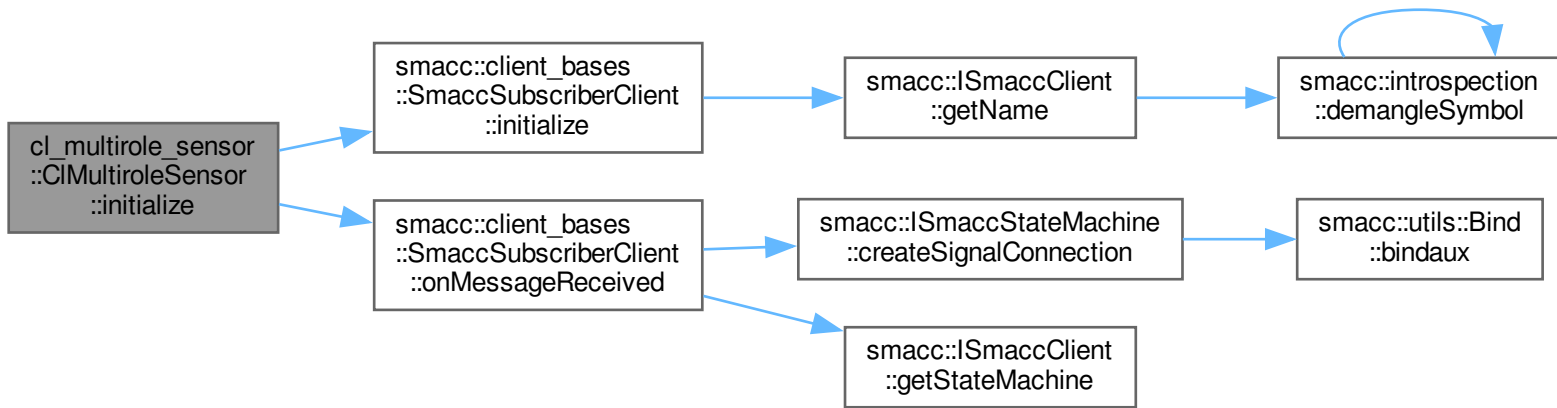 cl_multirole_sensor
::ClMultiroleSensor
::initialize
smacc::client_bases
::SmaccSubscriberClient
::initialize
smacc::ISmaccClient
::getName
smacc::introspection
::demangleSymbol
smacc::client_bases
::SmaccSubscriberClient
::onMessageReceived
smacc::ISmaccStateMachine
::createSignalConnection
smacc::utils::Bind
::bindaux
smacc::ISmaccClient
::getStateMachine